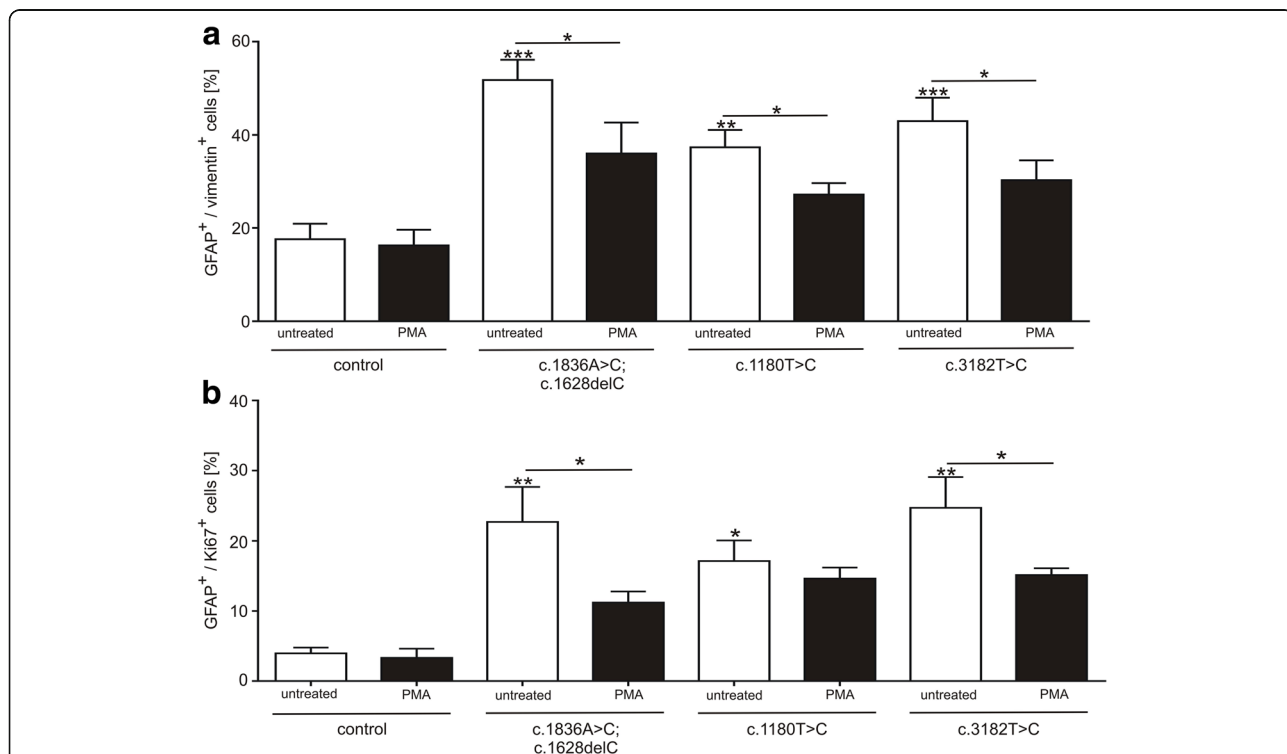 a
GFAP+ / vimentin+ cells [%]
60
40
20
0
***
*
**
*
***
*
untreated PMA untreated PMA untreated PMA untreated PMA
control c.1836A>C; c.1180T>C c.3182T>C
c.1628delC
b
GFAP+ / Ki67+ cells [%]
40
30
20
10
0
**
*
*
**
*
untreated PMA untreated PMA untreated PMA untreated PMA
control c.1836A>C; c.1180T>C c.3182T>C
c.1628delC